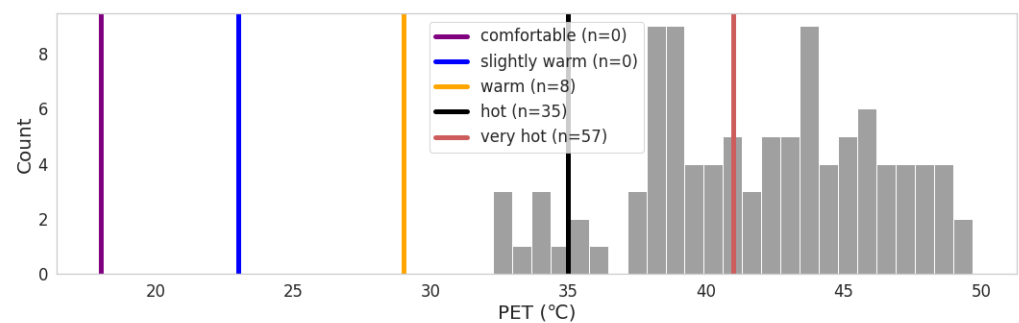 comfortable (n=0)
slightly warm (n=0)
warm (n=8)
hot (n=35)
very hot (n=57)
Count
8
6
4
2
0
20 25 30 35 40 45 50
PET (℃)